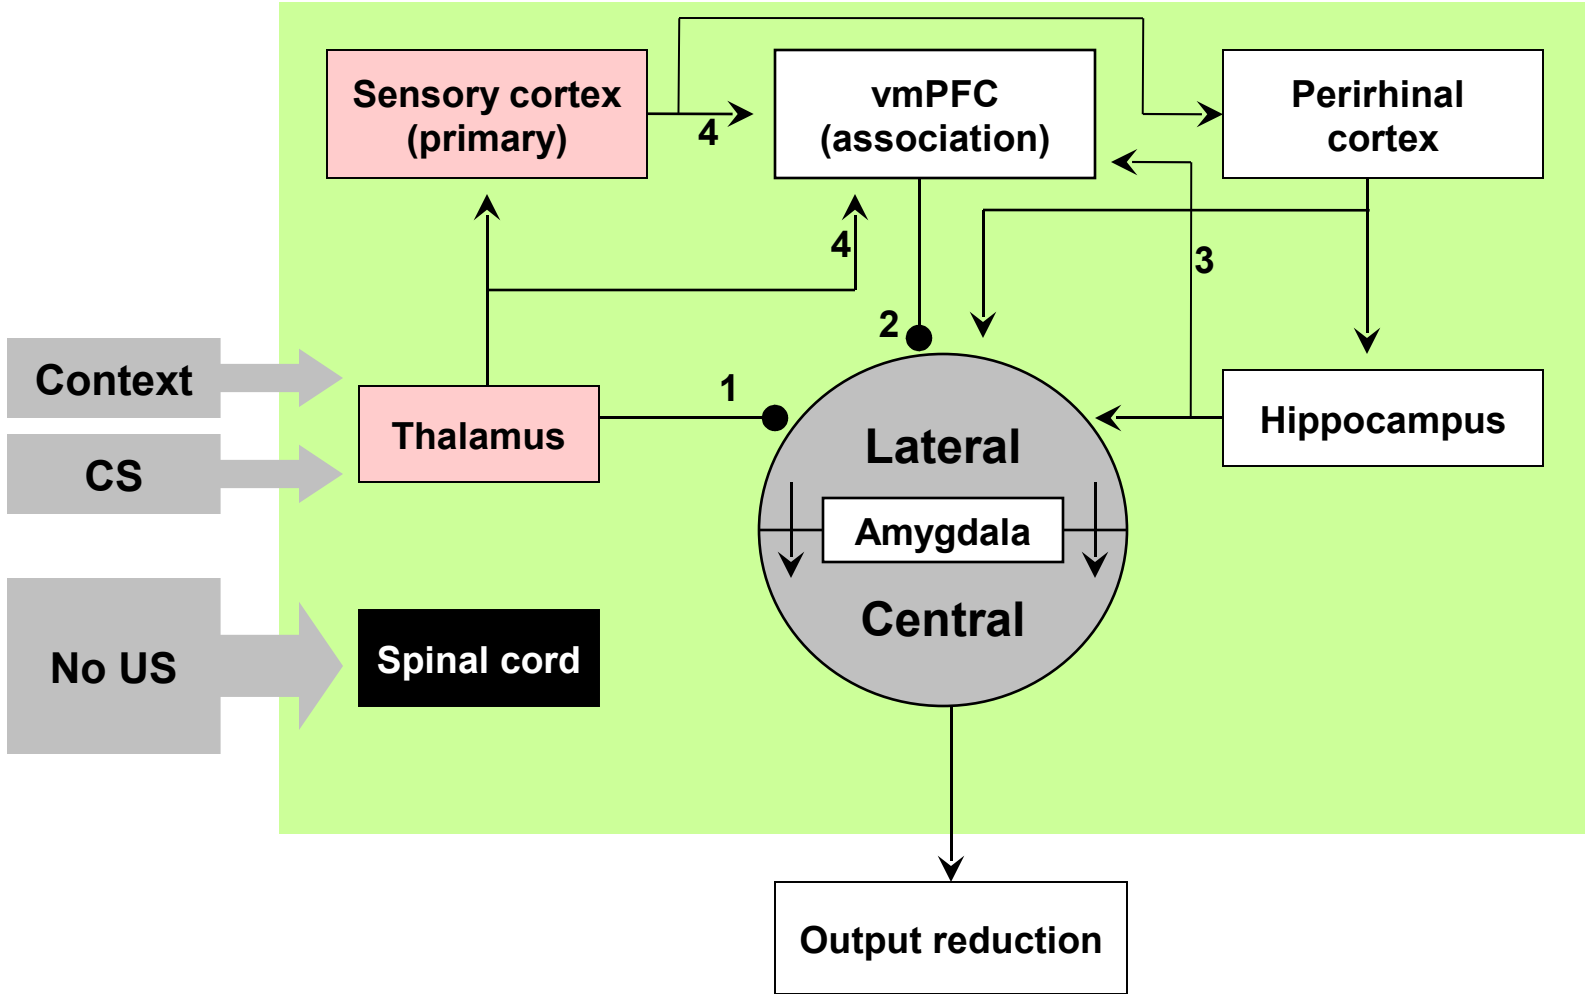 Sensory cortex
(primary)
4
vmPFC
(association)
Perirhinal
cortex
4
3
2
Context
1
Thalamus
Hippocampus
Lateral
CS
Amygdala
Central
No US
Spinal cord
Output reduction